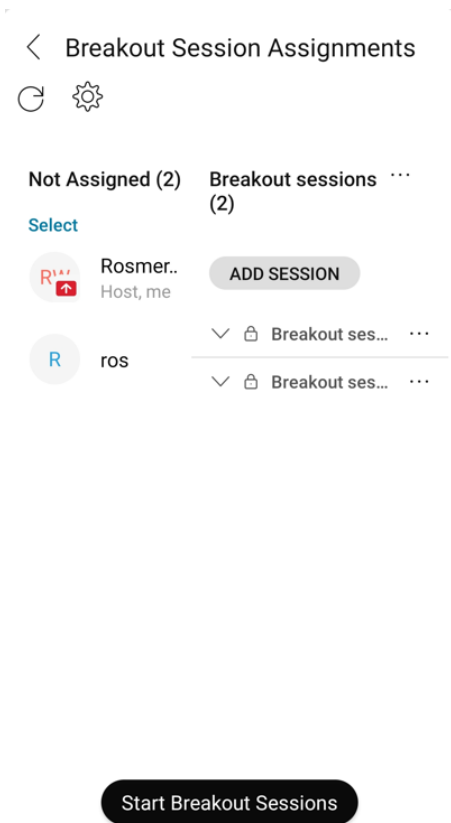 Breakout Session Assignments
Not Assigned (2)
Select
RW
Rosmer..
Host, me
R
ros
Breakout sessions ...
(2)
ADD SESSION
Breakout ses... ...
Breakout ses... ...
Start Breakout Sessions